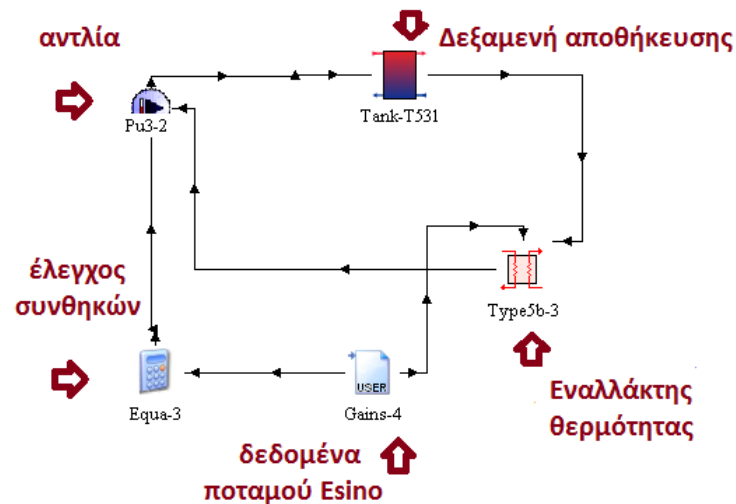 αντλία
Δεξαμενή αποθήκευσης
Pu3-2
Tank-T531
έλεγχος
συνθηκών
Type5b-3
USER
Equa-3
Gains-4
Εναλλάκτης
θερμότητας
δεδομένα
ποταμού Esino